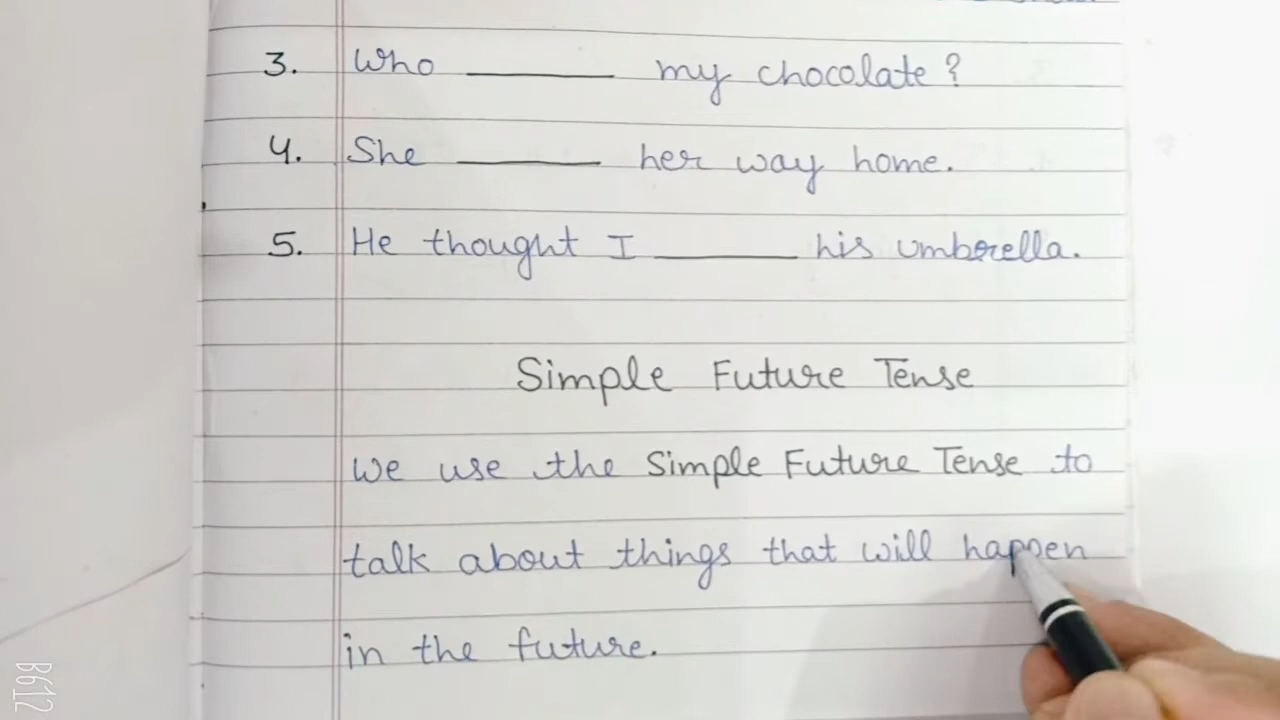 3. Who ______ my chocolate?
4. She ______ her way home.
5. He thought I ______ his umbrella.
Simple Future Tense
we use the Simple Future Tense to
talk about things that will happen
in the future.
B612